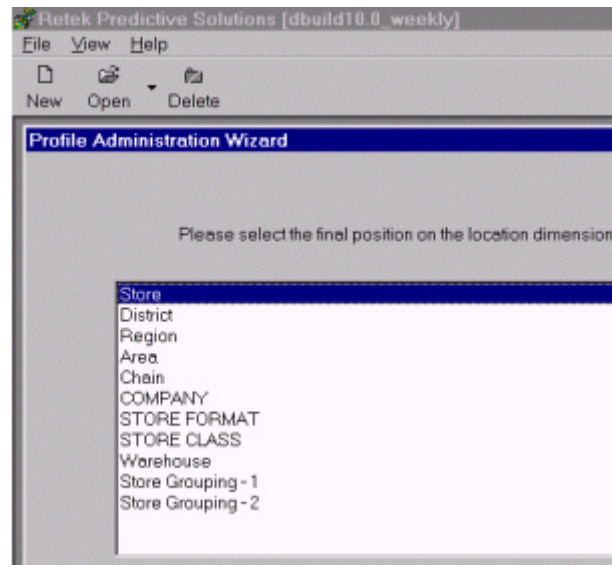 Retek Predictive Solutions [dbuild10.0_weekly]
File View Help
New Open Delete
Profile Administration Wizard
Please select the final position on the location dimension
Store
District
Region
Area
Chain
COMPANY
STORE FORMAT
STORE CLASS
Warehouse
Store Grouping - 1
Store Grouping - 2